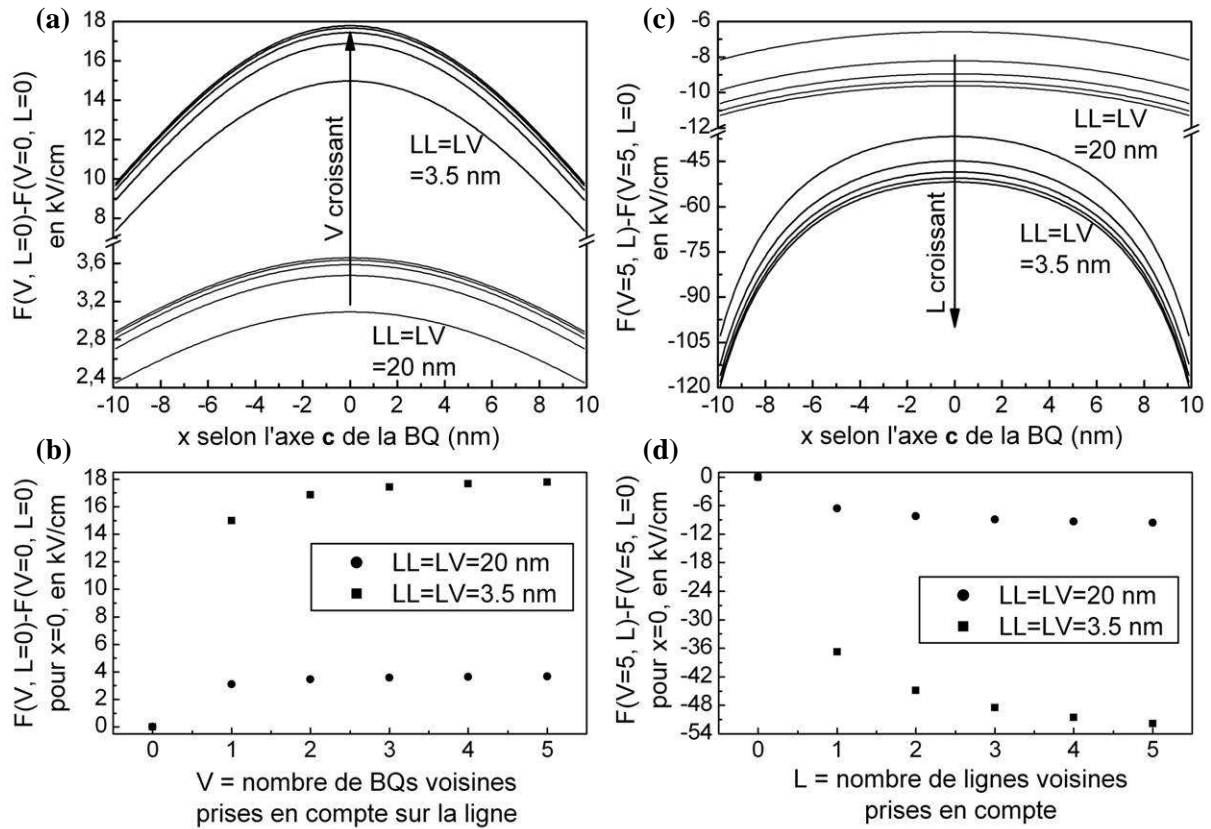 (a)
F(V, L=0)-F(V=0, L=0)
en kV/cm
18
16
14
12
10
8
3,6
3,2
2,8
2,4
V croissant
LL=LV
=3.5 nm
LL=LV
=20 nm
-10 -8 -6 -4 -2 0 2 4 6 8 10
x selon l'axe c de la BQ (nm)
(c)
F(V=5, L)-F(V=5, L=0)
en kV/cm
-6
-8
-10
-12
-45
-60
-75
-90
-105
-120
L croissant
LL=LV
=20 nm
LL=LV
=3.5 nm
-10 -8 -6 -4 -2 0 2 4 6 8 10
x selon l'axe c de la BQ (nm)
(b)
F(V, L=0)-F(V=0, L=0)
pour x=0, en kV/cm
18
16
14
12
10
8
6
4
2
0
LL=LV=20 nm
LL=LV=3.5 nm
0 1 2 3 4 5
V = nombre de BQs voisines
prises en compte sur la ligne
(d)
F(V=5, L)-F(V=5, L=0)
pour x=0, en kV/cm
0
-6
-12
-18
-24
-30
-36
-42
-48
-54
LL=LV=20 nm
LL=LV=3.5 nm
0 1 2 3 4 5
L = nombre de lignes voisines
prises en compte